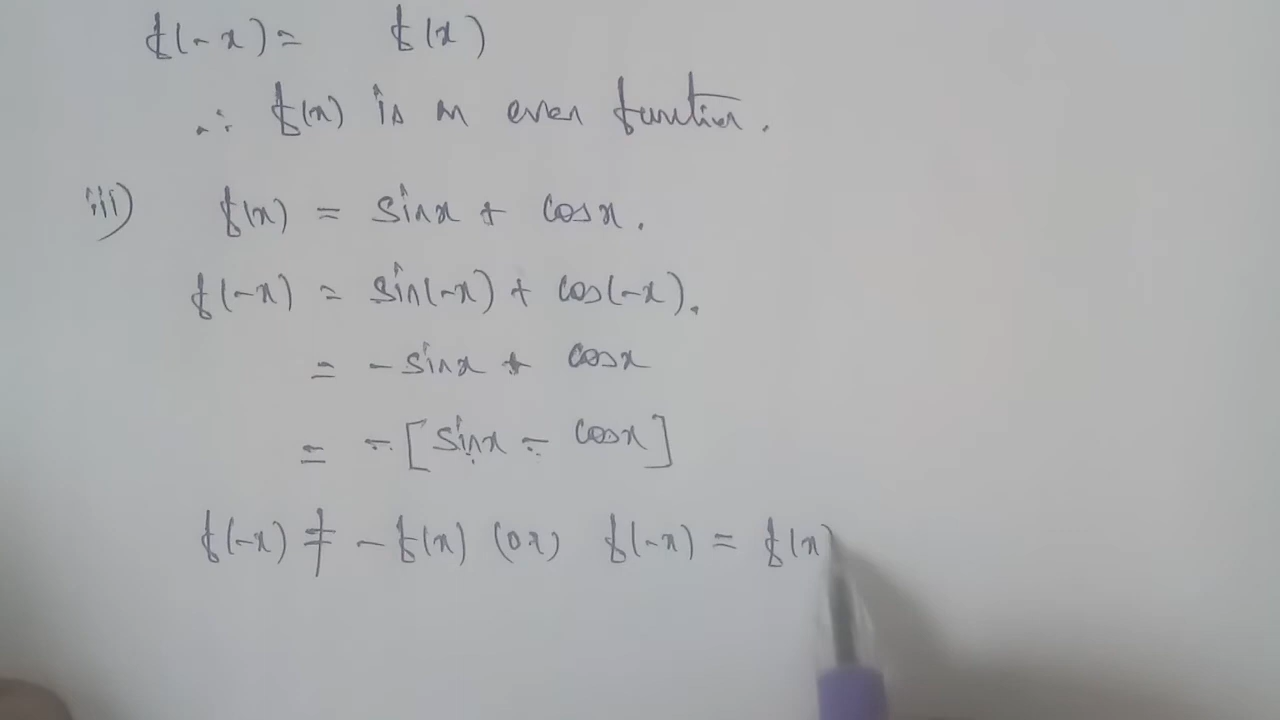 f(-x) = f(x)
∴ f(x) is an even function.
iii) f(x) = sinx + cosx.
f(-x) = sin(-x) + cos(-x).
= - sinx + cosx
= - [sinx - cosx]
f(-x) ≠ - f(x) (or) f(-x) = f(x)